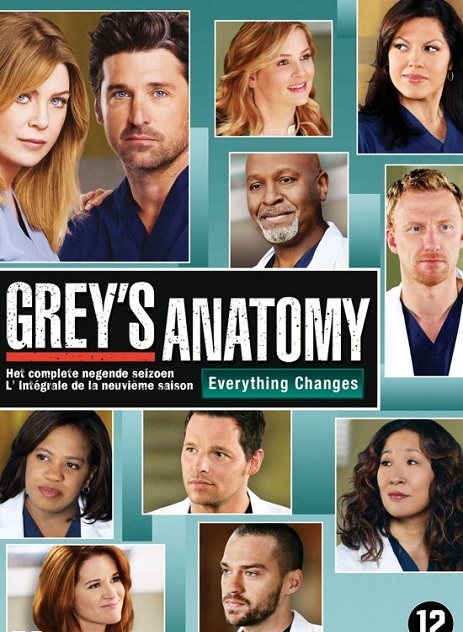 GREY'S ANATOMY
Het complete negende seizoen
L' Intégrale de la neuvième saison
Everything Changes
12